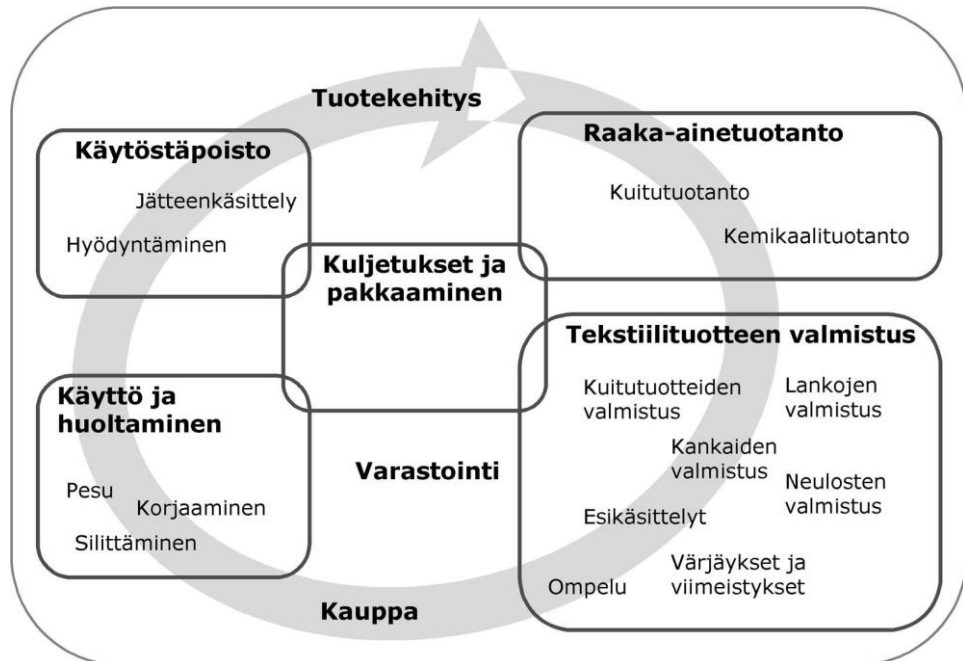 Tuotekehitys
Käytöstäpoisto
Jätteenkäsittely
Hyödyntäminen
Raaka-ainetuotanto
Kuitutuotanto
Kemikaalituotanto
Kuljetukset ja
pakkaaminen
Tekstiilituotteen valmistus
Kuitutuotteiden
valmistus
Lankojen
valmistus
Kankaiden
valmistus
Neulosten
valmistus
Esikäsittelyt
Värjäykset ja
viimeistykset
Ompelu
Käyttö ja
huoltaminen
Pesu
Korjaaminen
Silittäminen
Varastointi
Kauppa